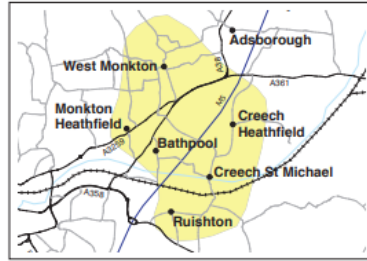 Adsborough
West Monkton
A38
A361
M5
Monkton
Heathfield
Creech
Heathfield
A3259
Bathpool
Creech St Michael
A358
Ruishton